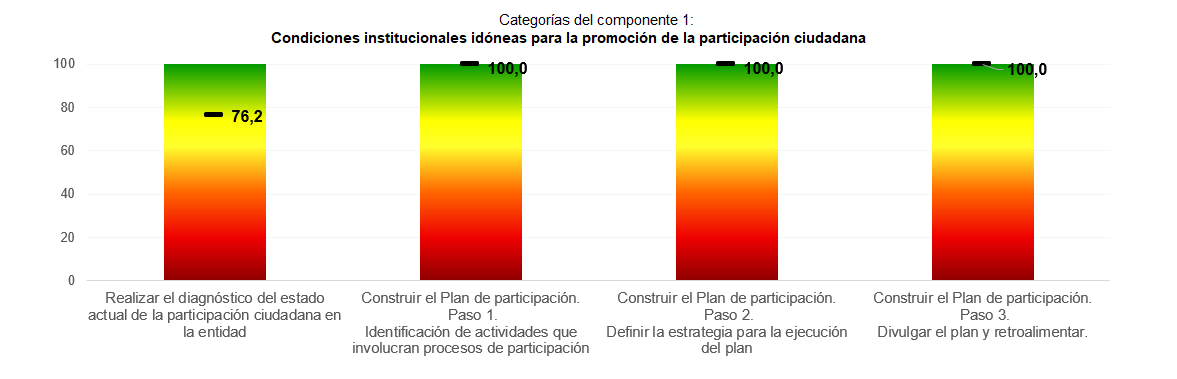 Categorías del componente 1:
Condiciones institucionales idóneas para la promoción de la participación ciudadana
100
80
60
40
20
0
76,2
100,0
100,0
100,0
Realizar el diagnóstico del estado
actual de la participación ciudadana en
la entidad
Construir el Plan de participación.
Paso 1.
Identificación de actividades que
involucran procesos de participación
Construir el Plan de participación.
Paso 2.
Definir la estrategia para la ejecución
del plan
Construir el Plan de participación.
Paso 3.
Divulgar el plan y retroalimentar.